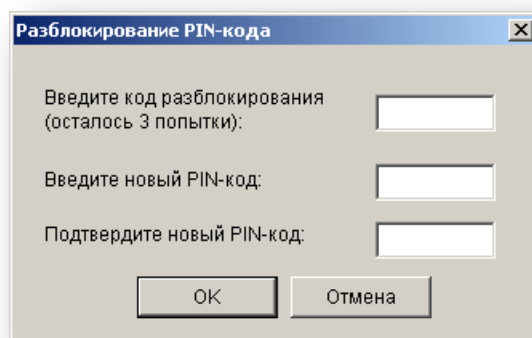 Разблокирование PIN-кода
Введите код разблокирования
(осталось 3 попытки):
Введите новый PIN-код:
Подтвердите новый PIN-код:
OK
Отмена